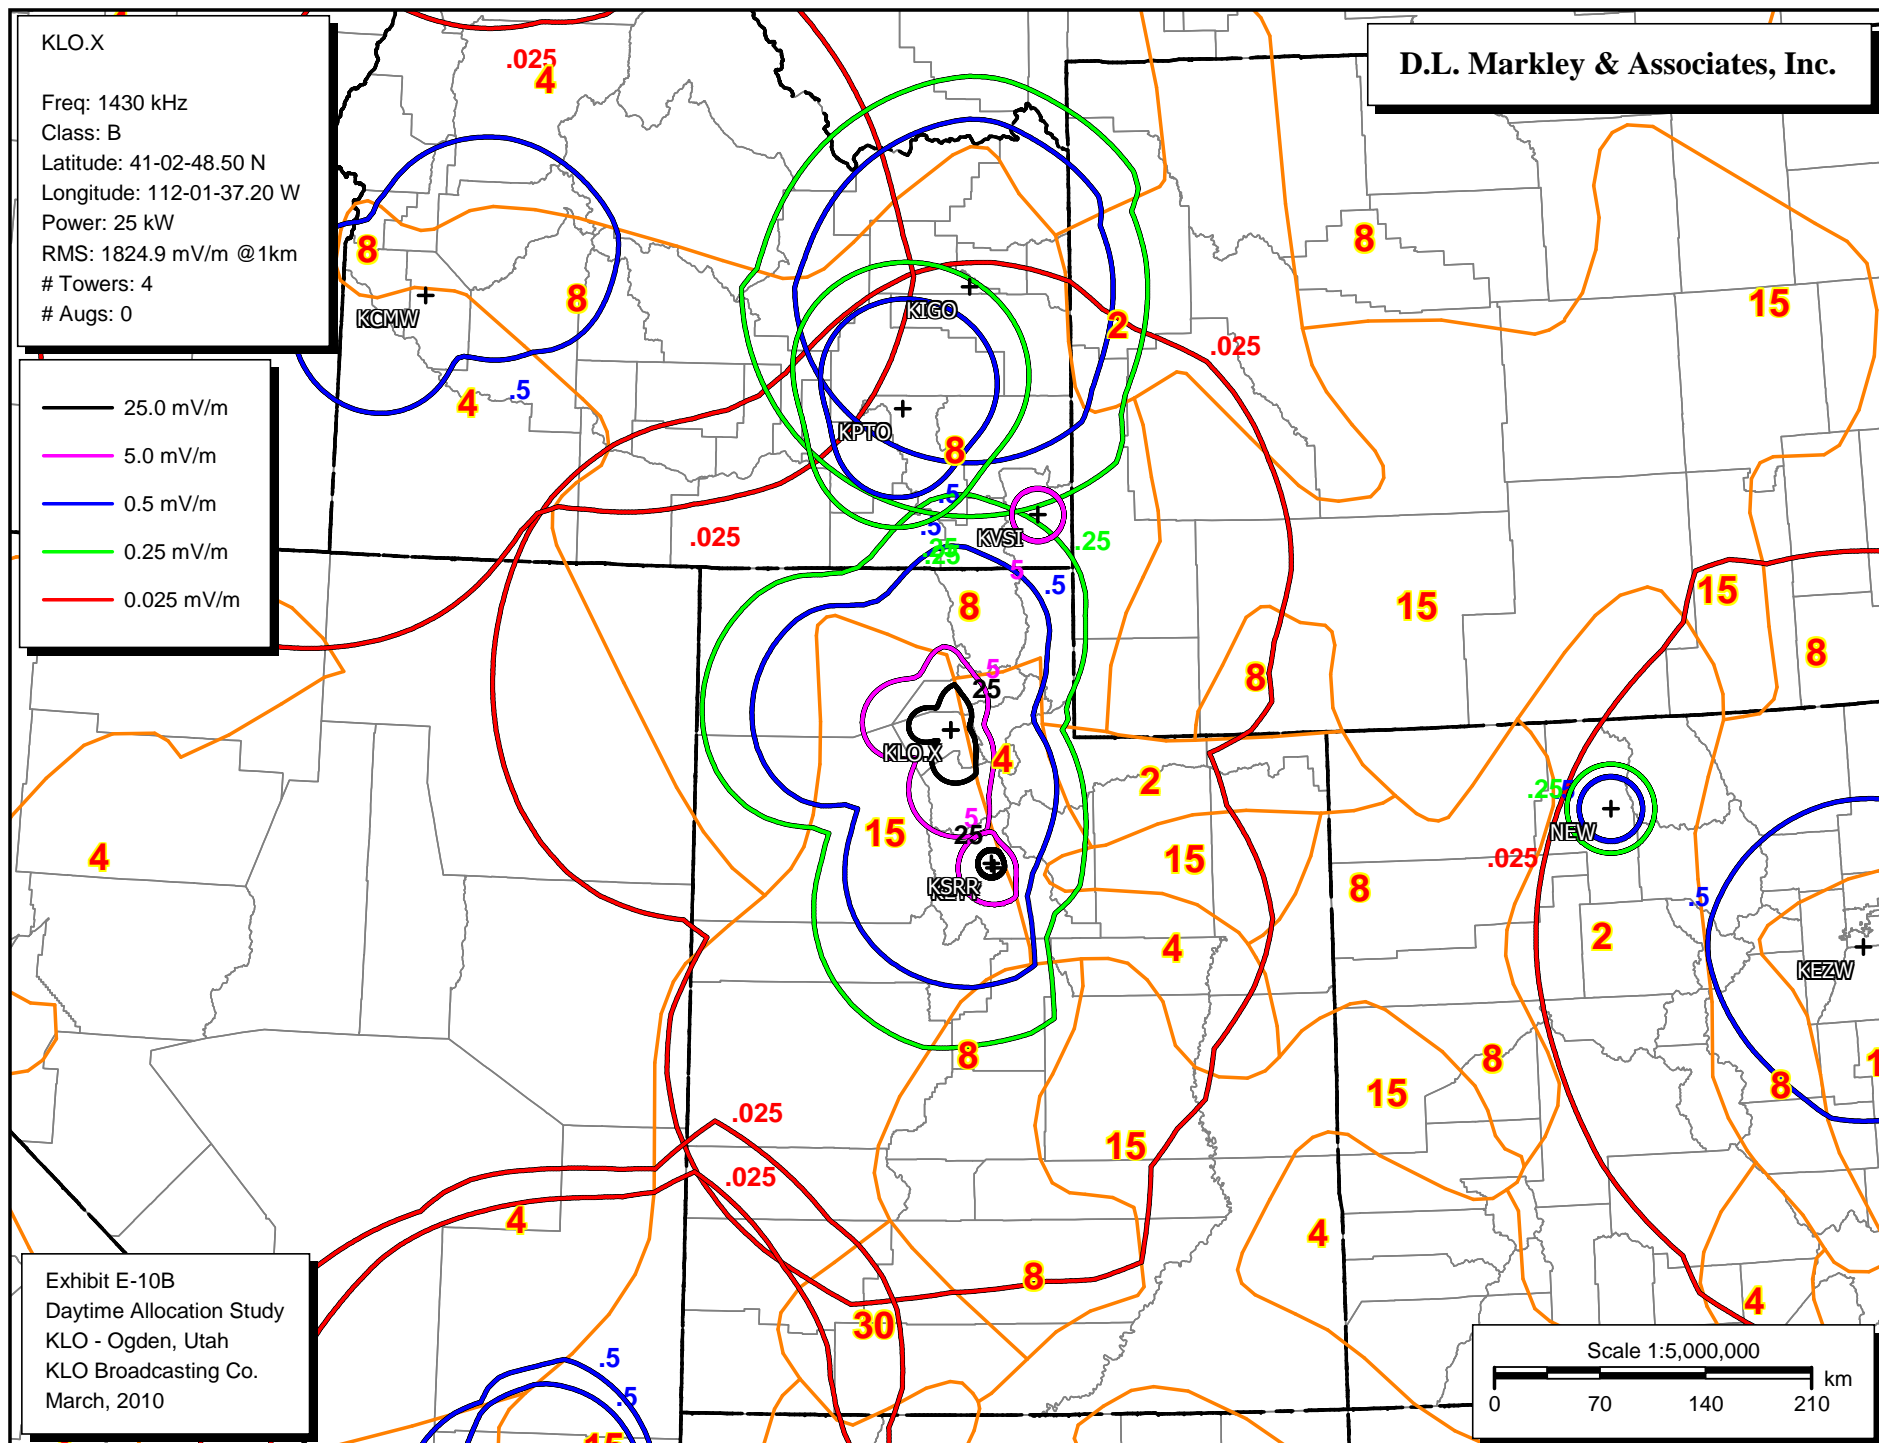 KLO.X
Freq: 1430 kHz
Class: B
Latitude: 41-02-48.50 N
Longitude: 112-01-37.20 W
Power: 25 kW
RMS: 1824.9 mV/m @1km
# Towers: 4
# Augs: 0
D.L. Markley & Associates, Inc.
25.0 mV/m
5.0 mV/m
0.5 mV/m
0.25 mV/m
0.025 mV/m
.025
4
8
KCMW
8
4
.5
KIGO
2
.025
8
15
KPTO
8
.5
.5
.25
.25
KVSI
.25
5
.5
.025
8
15
15
8
8
5
25
KLO.X
4
2
15
5
25
KSRR
15
4
8
4
.25
NEW
.025
.5
2
KEZW
8
8
15
8
15
.025
.025
4
8
30
4
4
.5
.5
15
Exhibit E-10B
Daytime Allocation Study
KLO - Ogden, Utah
KLO Broadcasting Co.
March, 2010
Scale 1:5,000,000
km
0 70 140 210